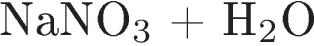 NaNO₃ + H₂O